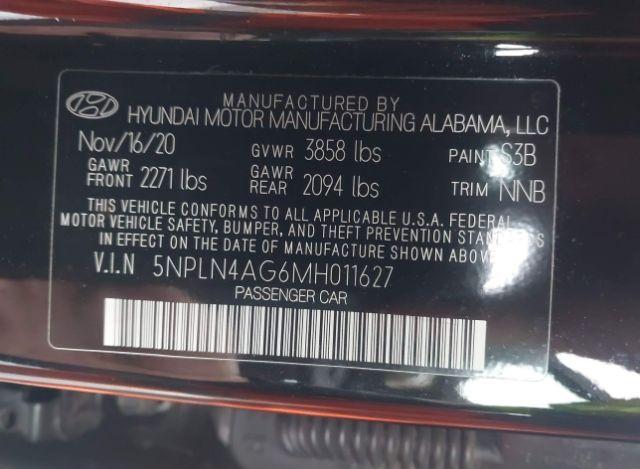 MANUFACTURED BY
HYUNDAI MOTOR MANUFACTURING ALABAMA, LLC
Nov/16/20 GVWR 3858 lbs PAINT S3B
GAWR FRONT 2271 lbs GAWR REAR 2094 lbs TRIM NNB
THIS VEHICLE CONFORMS TO ALL APPLICABLE U.S.A. FEDERAL
MOTOR VEHICLE SAFETY, BUMPER, AND THEFT PREVENTION STANDARDS
IN EFFECT ON THE DATE OF MANUFACTURE SHOWN ABOVE.
V.I.N 5NPLN4AG6MH011627
PASSENGER CAR